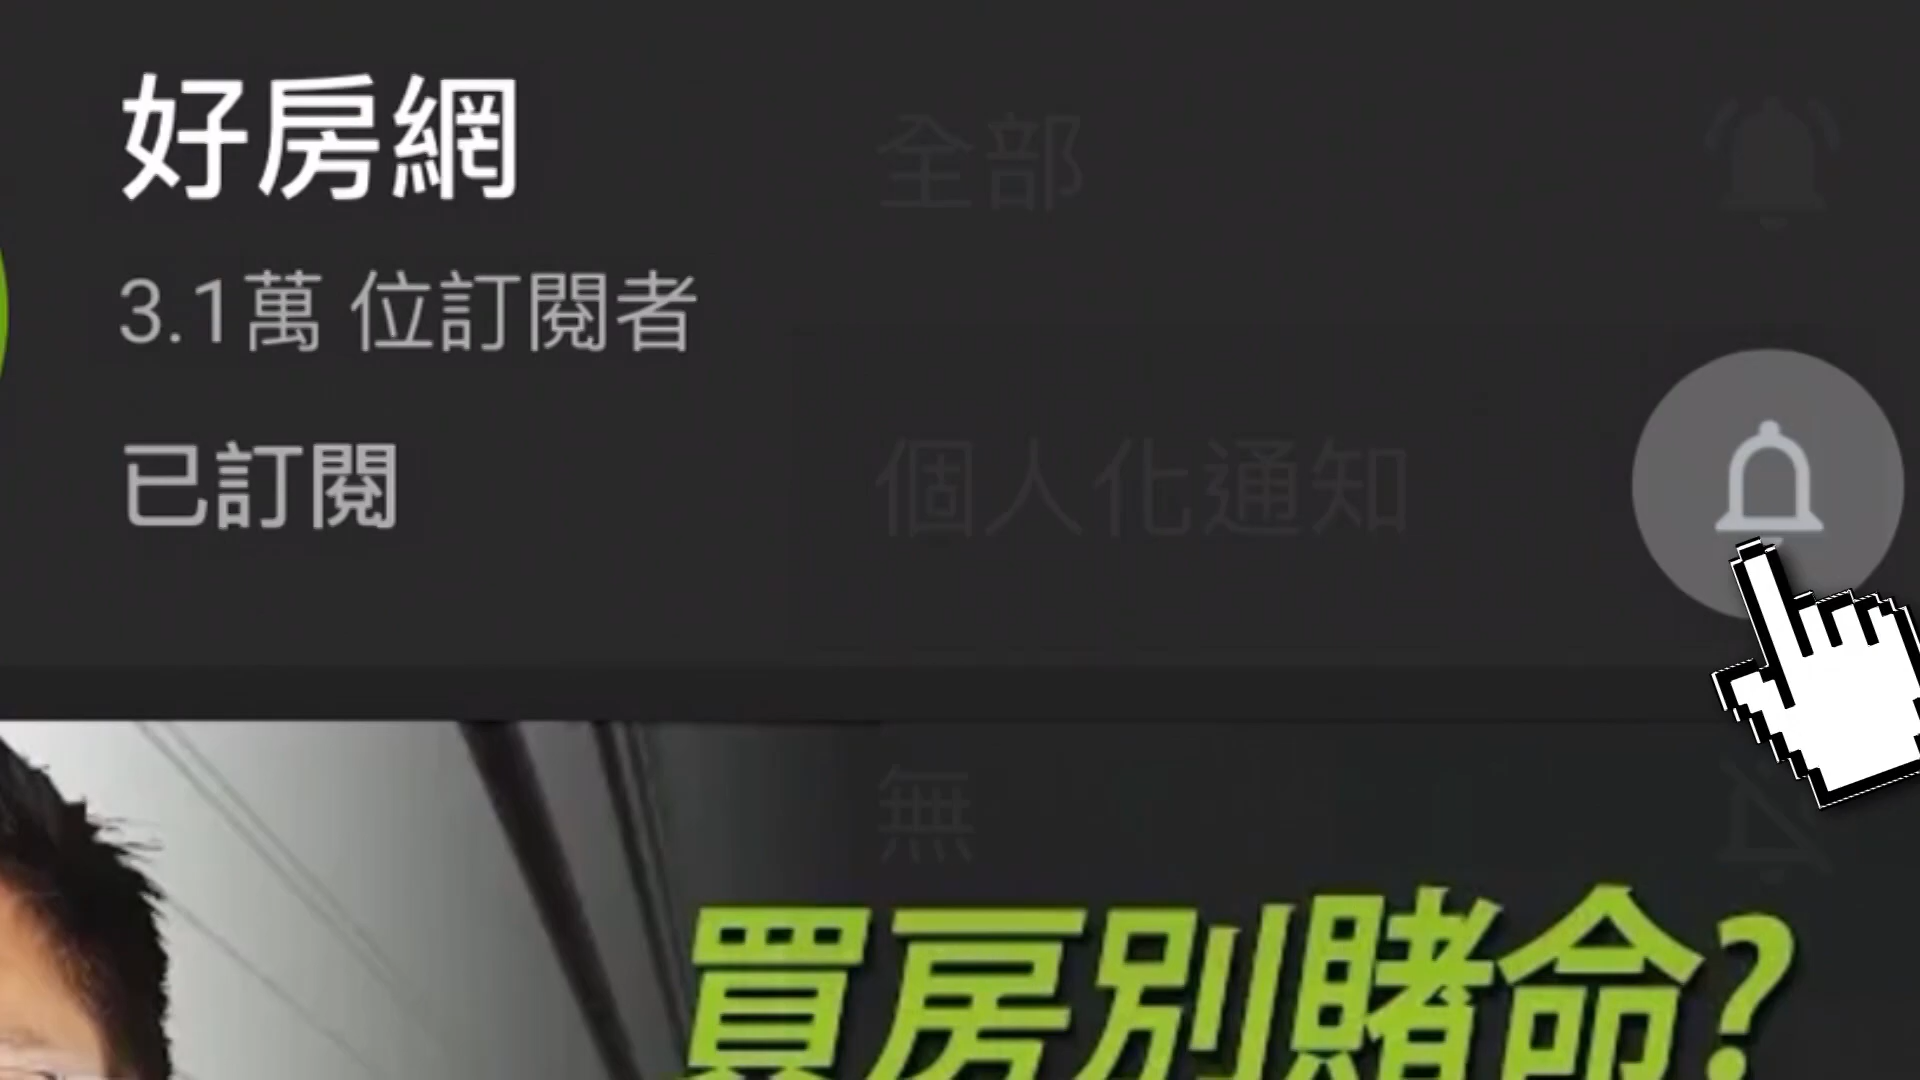 好房網
全部
3.1萬 位訂閱者
已訂閱
個人化通知
無
買房別賭命?